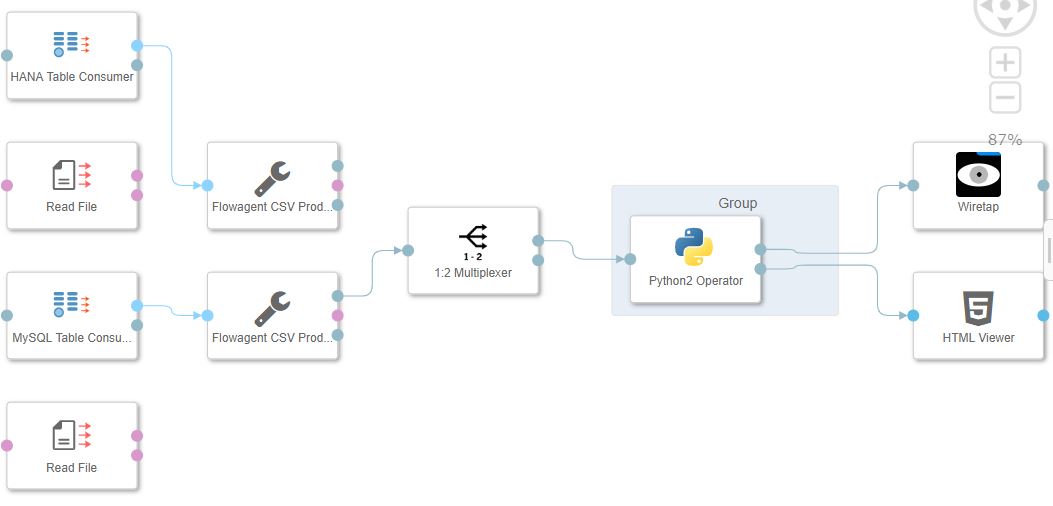 HANA Table Consumer
87%
Read File
Flowagent CSV Prod...
Group
Wiretap
1-2
1:2 Multiplexer
Python2 Operator
MySQL Table Consu...
Flowagent CSV Prod...
5
HTML Viewer
Read File